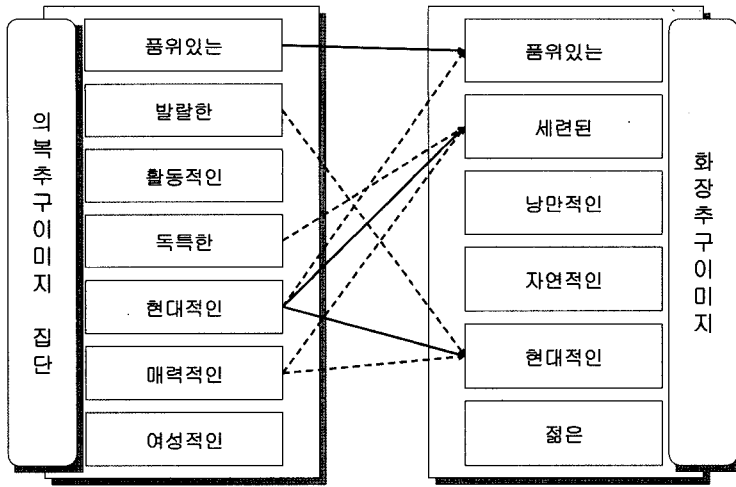 의복추구이미지 집단
품위있는
발랄한
활동적인
독특한
현대적인
매력적인
여성적인
품위있는
세련된
낭만적인
자연적인
현대적인
젊은
화장추구이미지